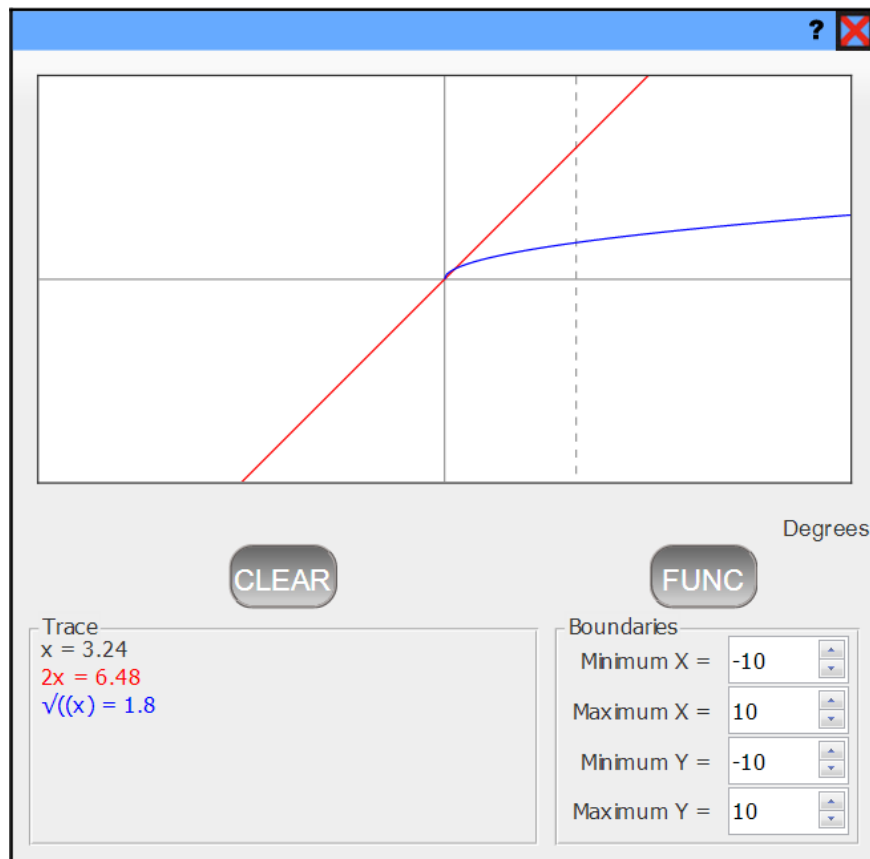 ?
Degrees
CLEAR
FUNC
Trace
x = 3.24
2x = 6.48
√((x) = 1.8
Boundaries
Minimum X = -10
Maximum X = 10
Minimum Y = -10
Maximum Y = 10